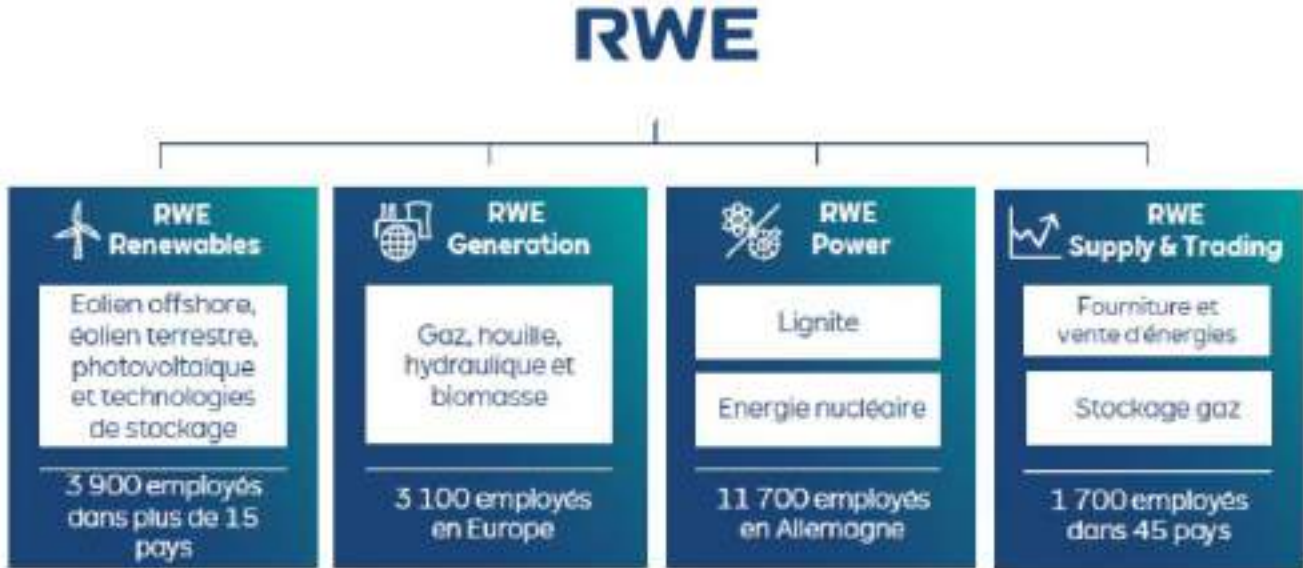 RWE
RWE
Renewables
Eolien offshore,
éolien terrestre,
photovoltaïque
et technologies
de stockage
3 900 employés
dans plus de 15
pays
RWE
Generation
Gaz, houille,
hydraulique et
biomasse
3 100 employés
en Europe
RWE
Power
Lignite
Energie nucléaire
11 700 employés
en Allemagne
RWE
Supply & Trading
Fourniture et
vente d'énergies
Stockage gaz
1 700 employés
dans 45 pays